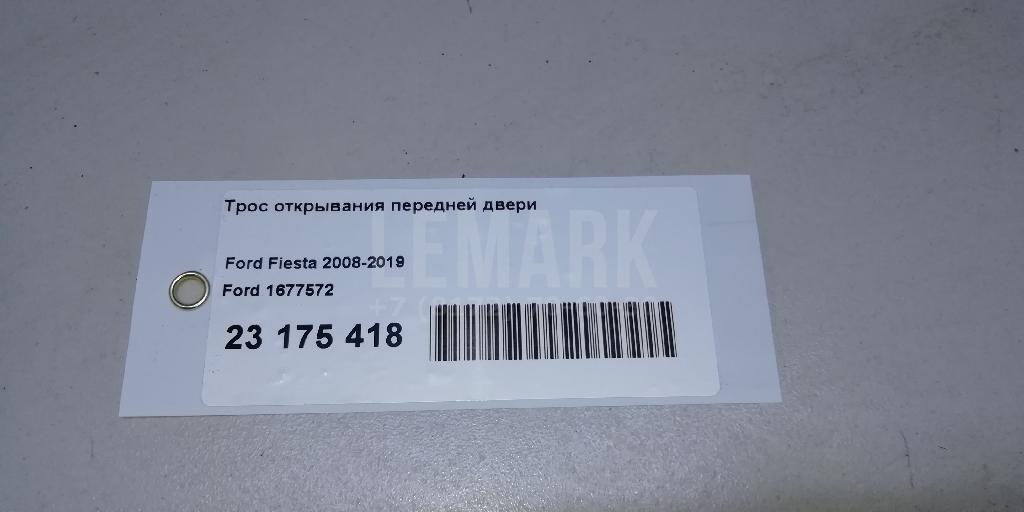 Трос открывания передней двери
LEMARK
Ford Fiesta 2008-2019
Ford 1677572
23 175 418